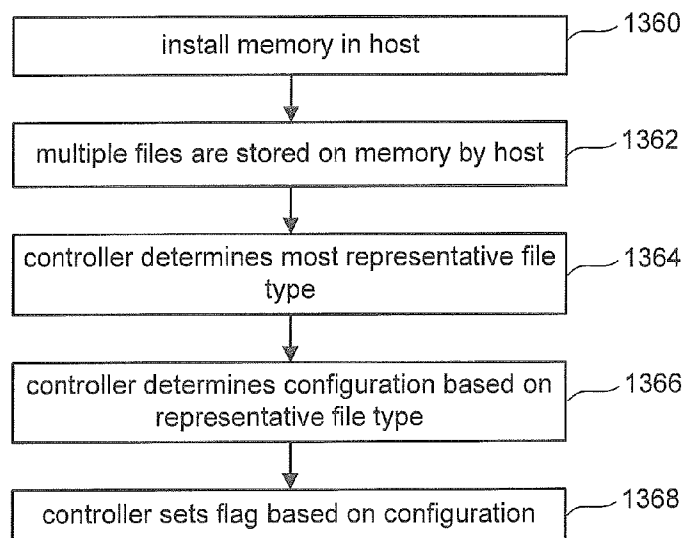 install memory in host
1360
multiple files are stored on memory by host
1362
controller determines most representative file
type
1364
controller determines configuration based on
representative file type
1366
controller sets flag based on configuration
1368